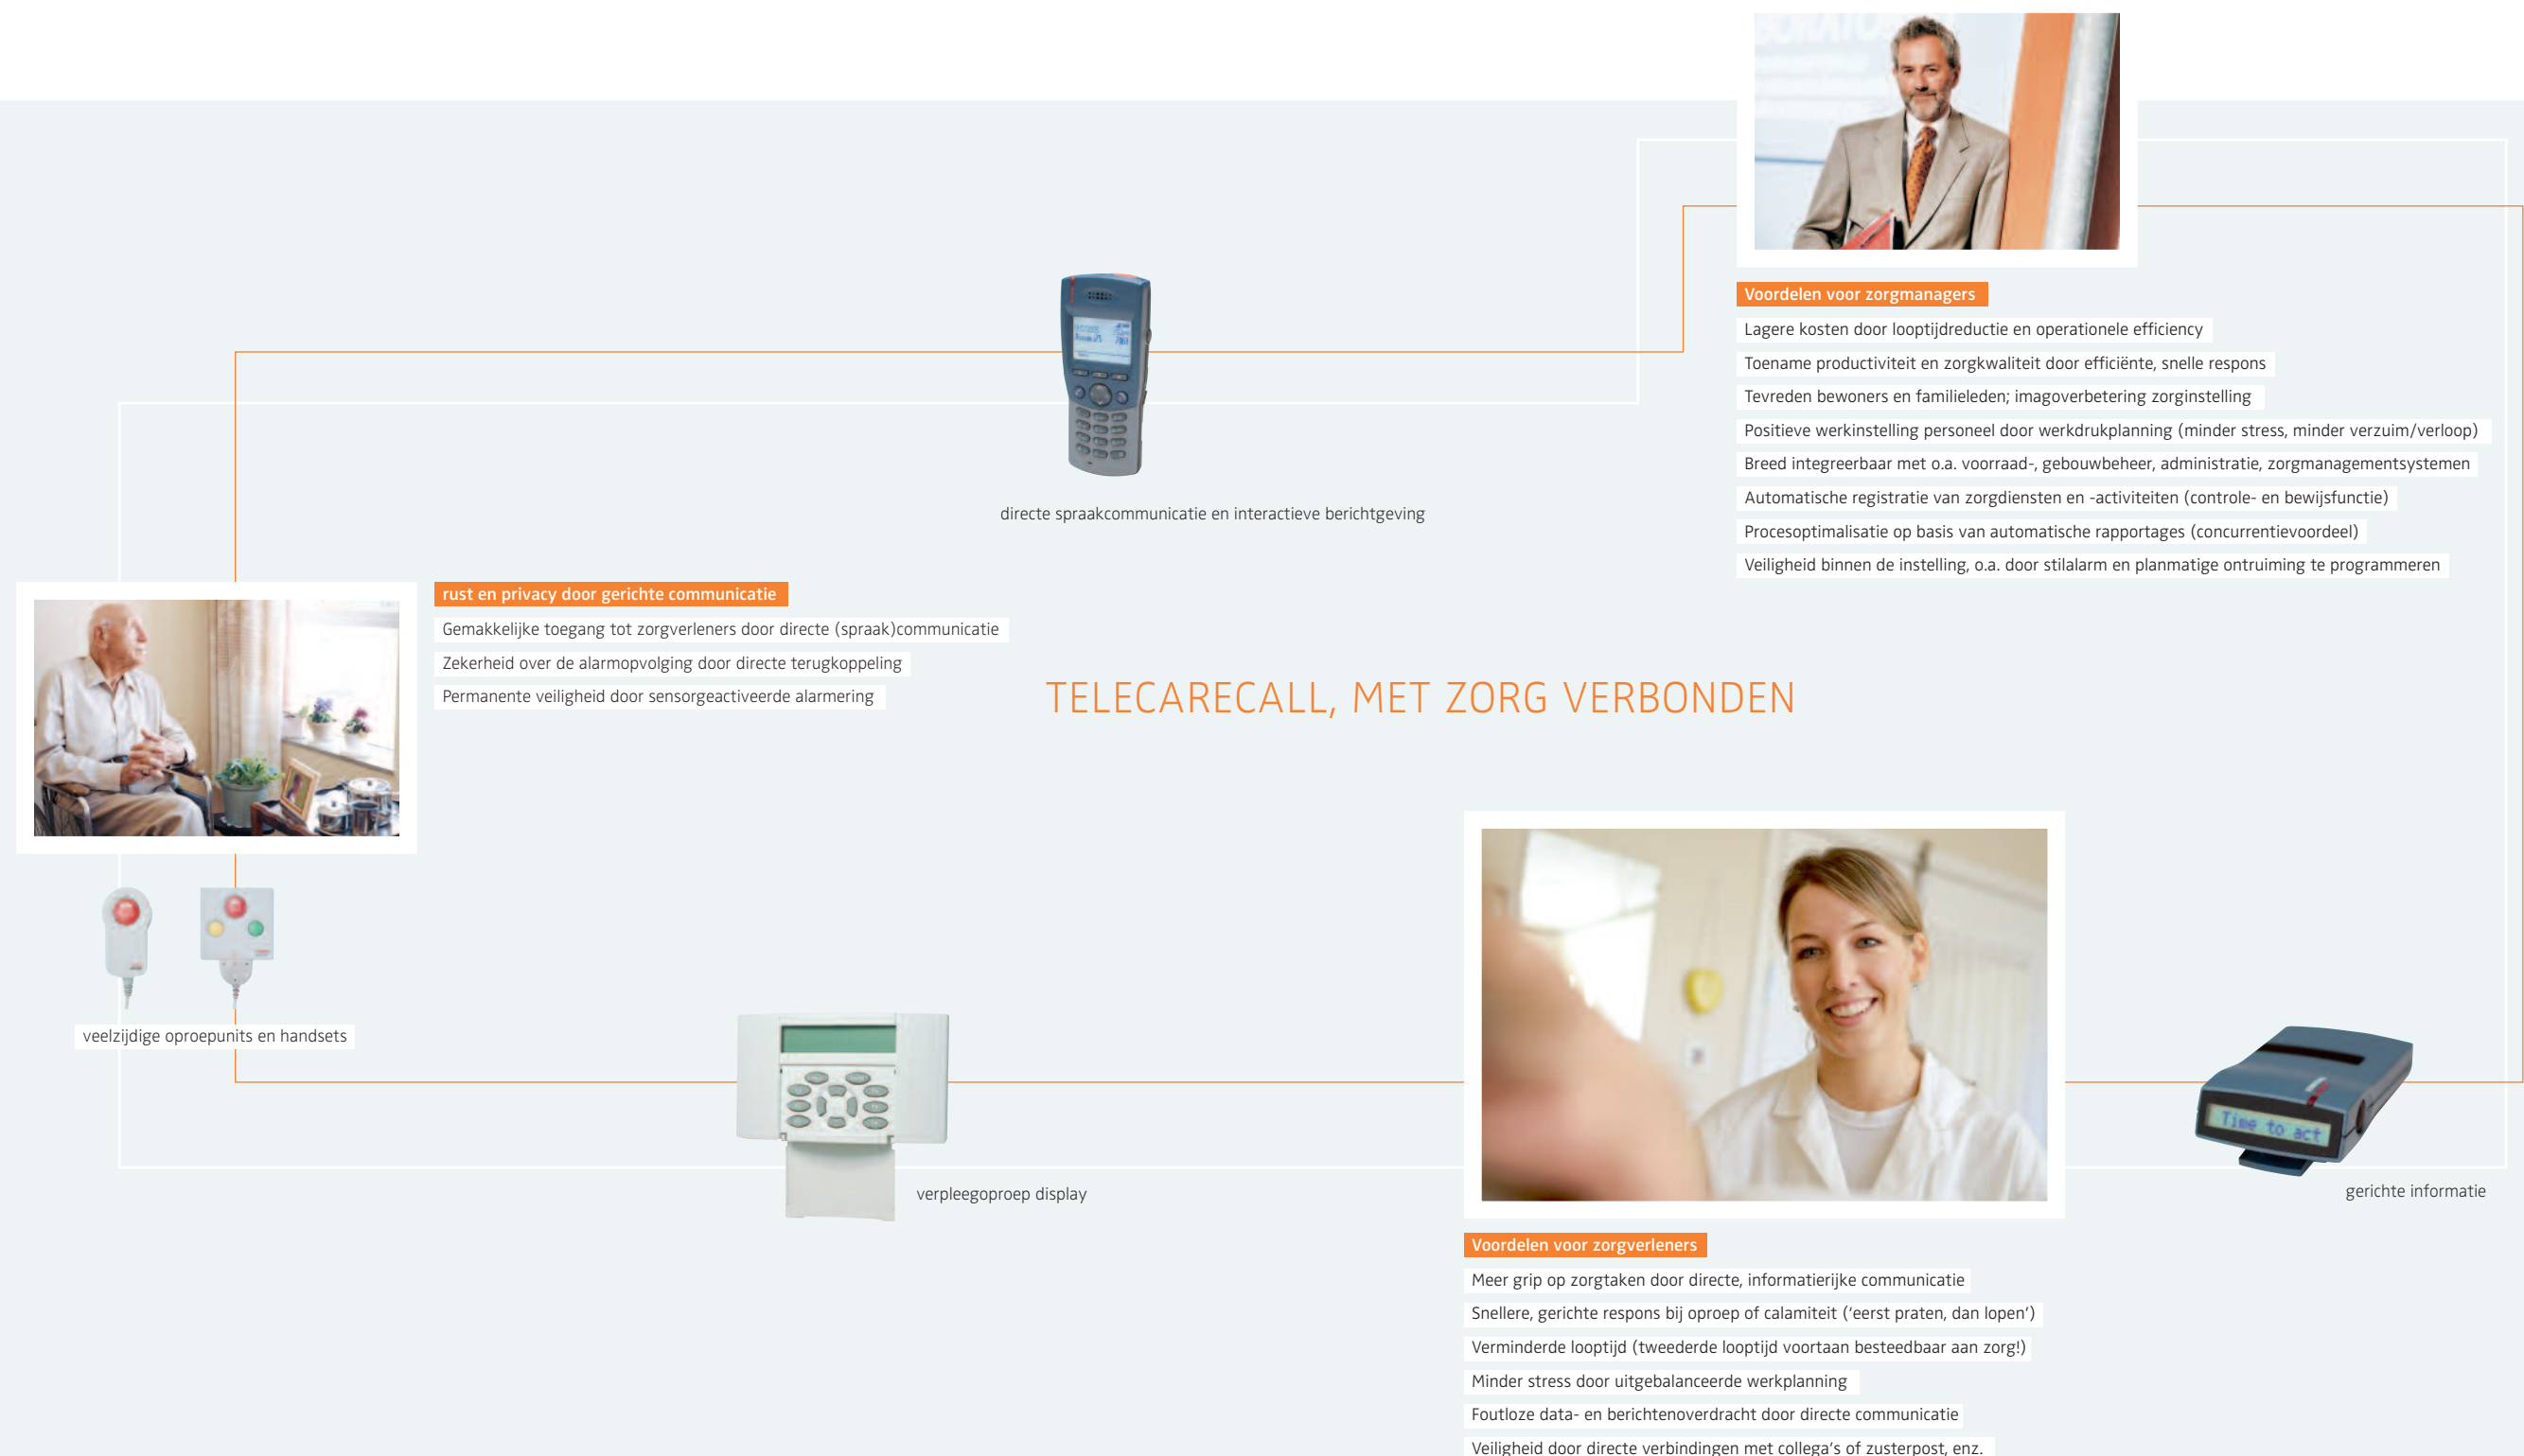 Voordelen voor zorgmanagers
Lagere kosten door looptijdreductie en operationele efficiency
Toename productiviteit en zorgkwaliteit door efficiënte, snelle respons
Tevreden bewoners en familieleden; imagoverbetering zorginstelling
Positieve werkinstelling personeel door werkdrukplanning (minder stress, minder verzuim/verloop)
Breed integreerbaar met o.a. voorraad-, gebouwbeheer, administratie, zorgmanagementsystemen
Automatische registratie van zorgdiensten en -activiteiten (controle- en bewijsfunctie)
Procesoptimalisatie op basis van automatische rapportages (concurrentievoordeel)
Veiligheid binnen de instelling, o.a. door stilalarm en planmatige ontruiming te programmeren
directe spraakcommunicatie en interactieve berichtgeving
rust en privacy door gerichte communicatie
Gemakkelijke toegang tot zorgverleners door directe (spraak)communicatie
Zekerheid over de alarmopvolging door directe terugkoppeling
Permanente veiligheid door sensorgeactiveerde alarmering
TELECARECALL, MET ZORG VERBONDEN
veelzijdige oproepunits en handsets
verpleegoproep display
Time to act
gerichte informatie
Voordelen voor zorgverleners
Meer grip op zorgtaken door directe, informatierijke communicatie
Snellere, gerichte respons bij oproep of calamiteit (‘eerst praten, dan lopen’)
Verminderde looptijd (tweederde looptijd voortaan besteedbaar aan zorg!)
Minder stress door uitgebalanceerde werkplanning
Foutloze data- en berichtenoverdracht door directe communicatie
Veiligheid door directe verbindingen met collega’s of zusterpost, enz.